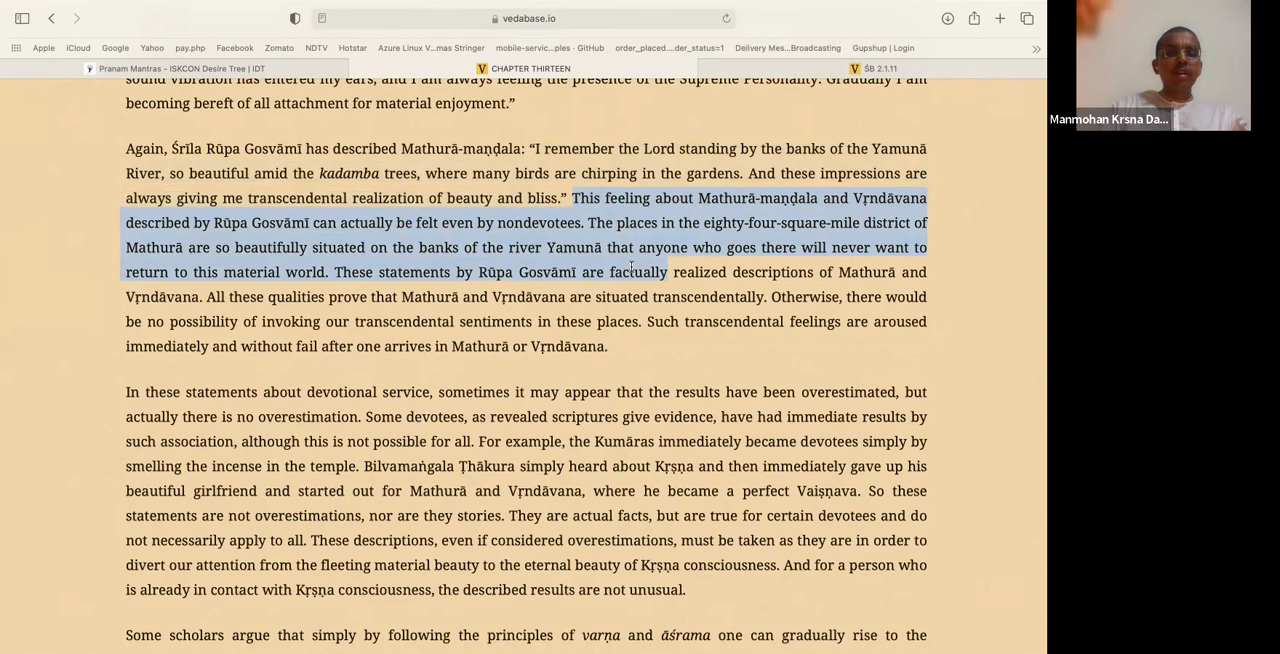 vedabase.io
Apple iCloud Google Yahoo pay.php Facebook Zomato NDTV Hotstar Azure Linux V...mas Stringer mobile-servic...ples · GitHub order_placed....der_status=1 Delivery Mes...Broadcasting Gupshup | Login
Pranam Mantras - ISKCON Desire Tree | IDT
CHAPTER THIRTEEN
ŚB 2.1.11
sound vibration has entered my ears, and I am always feeling the presence of the Supreme Personality. Gradually I am
becoming bereft of all attachment for material enjoyment.”
Again, Śrīla Rūpa Gosvāmī has described Mathurā-maṇḍala: “I remember the Lord standing by the banks of the Yamunā
River, so beautiful amid the kadamba trees, where many birds are chirping in the gardens. And these impressions are
always giving me transcendental realization of beauty and bliss.” This feeling about Mathurā-maṇḍala and Vṛndāvana
described by Rūpa Gosvāmī can actually be felt even by nondevotees. The places in the eighty-four-square-mile district of
Mathurā are so beautifully situated on the banks of the river Yamunā that anyone who goes there will never want to
return to this material world. These statements by Rūpa Gosvāmī are factually realized descriptions of Mathurā and
Vṛndāvana. All these qualities prove that Mathurā and Vṛndāvana are situated transcendentally. Otherwise, there would
be no possibility of invoking our transcendental sentiments in these places. Such transcendental feelings are aroused
immediately and without fail after one arrives in Mathurā or Vṛndāvana.
In these statements about devotional service, sometimes it may appear that the results have been overestimated, but
actually there is no overestimation. Some devotees, as revealed scriptures give evidence, have had immediate results by
such association, although this is not possible for all. For example, the Kumāras immediately became devotees simply by
smelling the incense in the temple. Bilvamaṅgala Ṭhākura simply heard about Kṛṣṇa and then immediately gave up his
beautiful girlfriend and started out for Mathurā and Vṛndāvana, where he became a perfect Vaiṣṇava. So these
statements are not overestimations, nor are they stories. They are actual facts, but are true for certain devotees and do
not necessarily apply to all. These descriptions, even if considered overestimations, must be taken as they are in order to
divert our attention from the fleeting material beauty to the eternal beauty of Kṛṣṇa consciousness. And for a person who
is already in contact with Kṛṣṇa consciousness, the described results are not unusual.
Some scholars argue that simply by following the principles of varṇa and āśrama one can gradually rise to the
Manmohan Krsna Da...